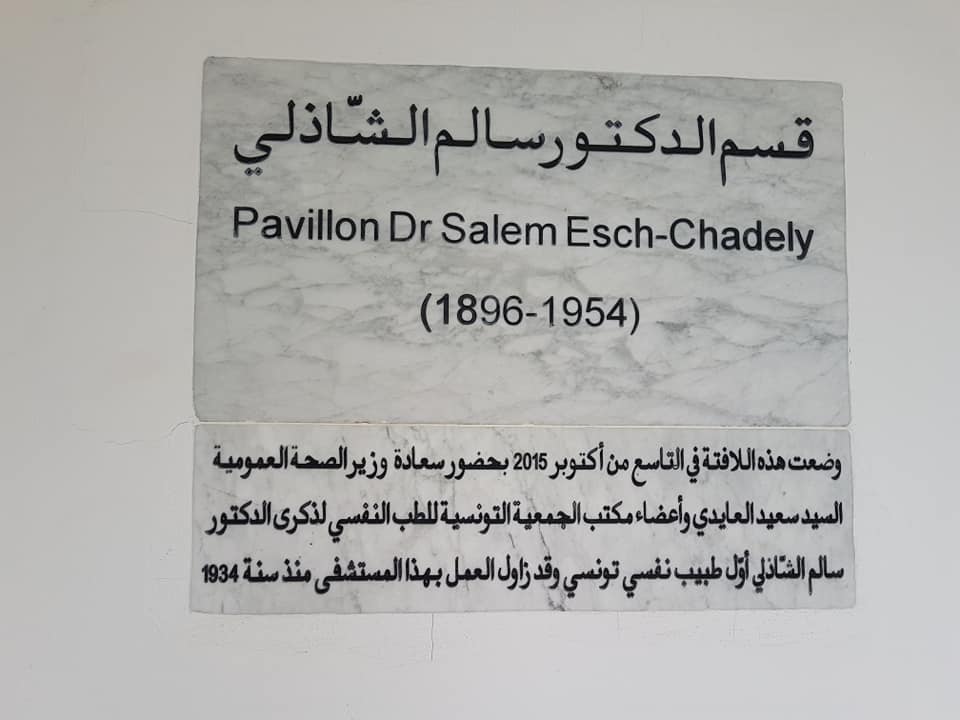 قسم الدكتور سالم الشّاذلي
Pavillon Dr Salem Esch-Chadely
(1896-1954)
وضعت هذه اللافتة في التاسع من أكتوبر 2015 بحضور سعادة وزير الصحة العمومية
السيد سعيد العايدي وأعضاء مكتب الجمعية التونسية للطب النفسي لذكرى الدكتور
سالم الشّاذلي أوّل طبيب نفسي تونسي وقد زاول العمل بهذا المستشفى منذ سنة 1934